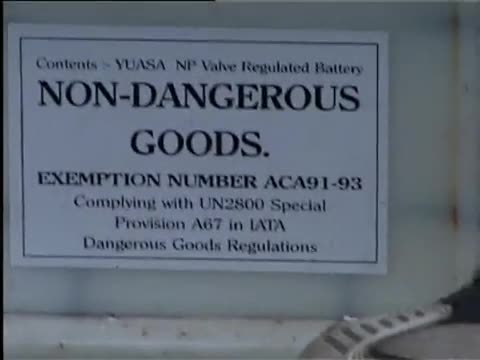 Contents :- YUASA NP Valve Regulated Battery
NON-DANGEROUS
GOODS.
EXEMPTION NUMBER ACA91-93
Complying with UN2800 Special
Provision A67 in IATA
Dangerous Goods Regulations